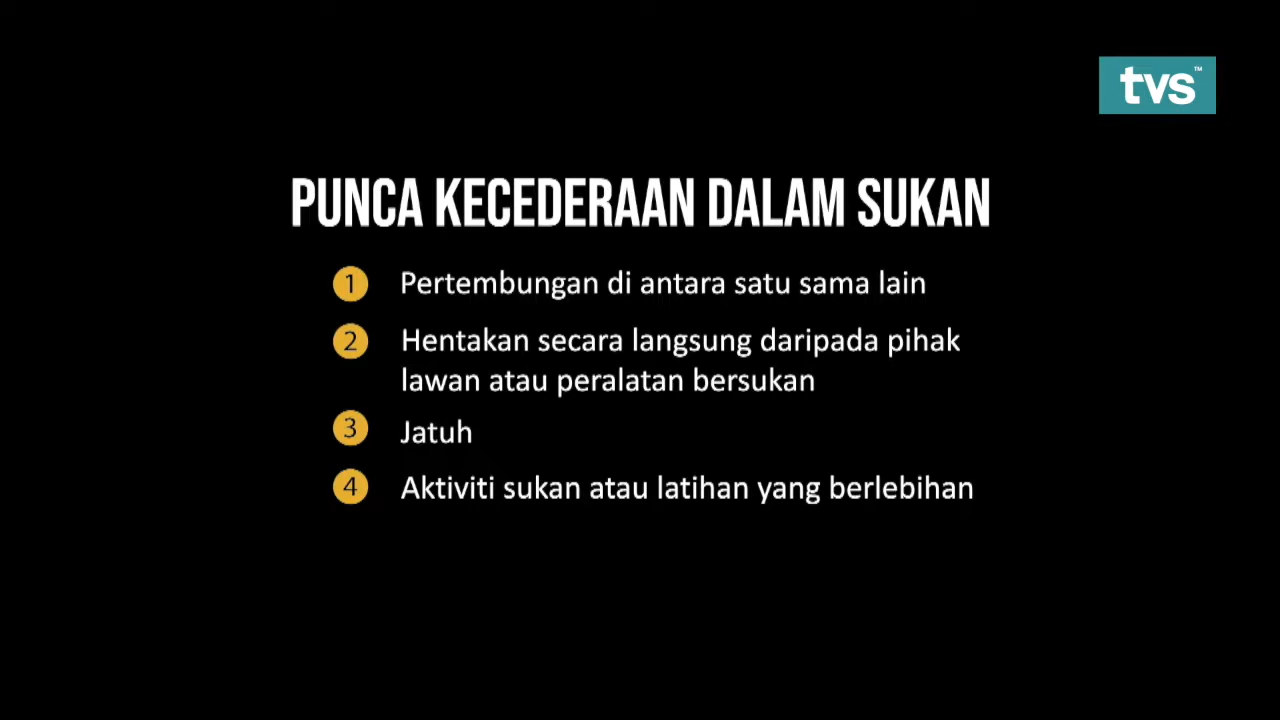 tvs™
PUNCA KECEDERAAN DALAM SUKAN
1 Pertembungan di antara satu sama lain
2 Hentakan secara langsung daripada pihak
lawan atau peralatan bersukan
3 Jatuh
4 Aktiviti sukan atau latihan yang berlebihan